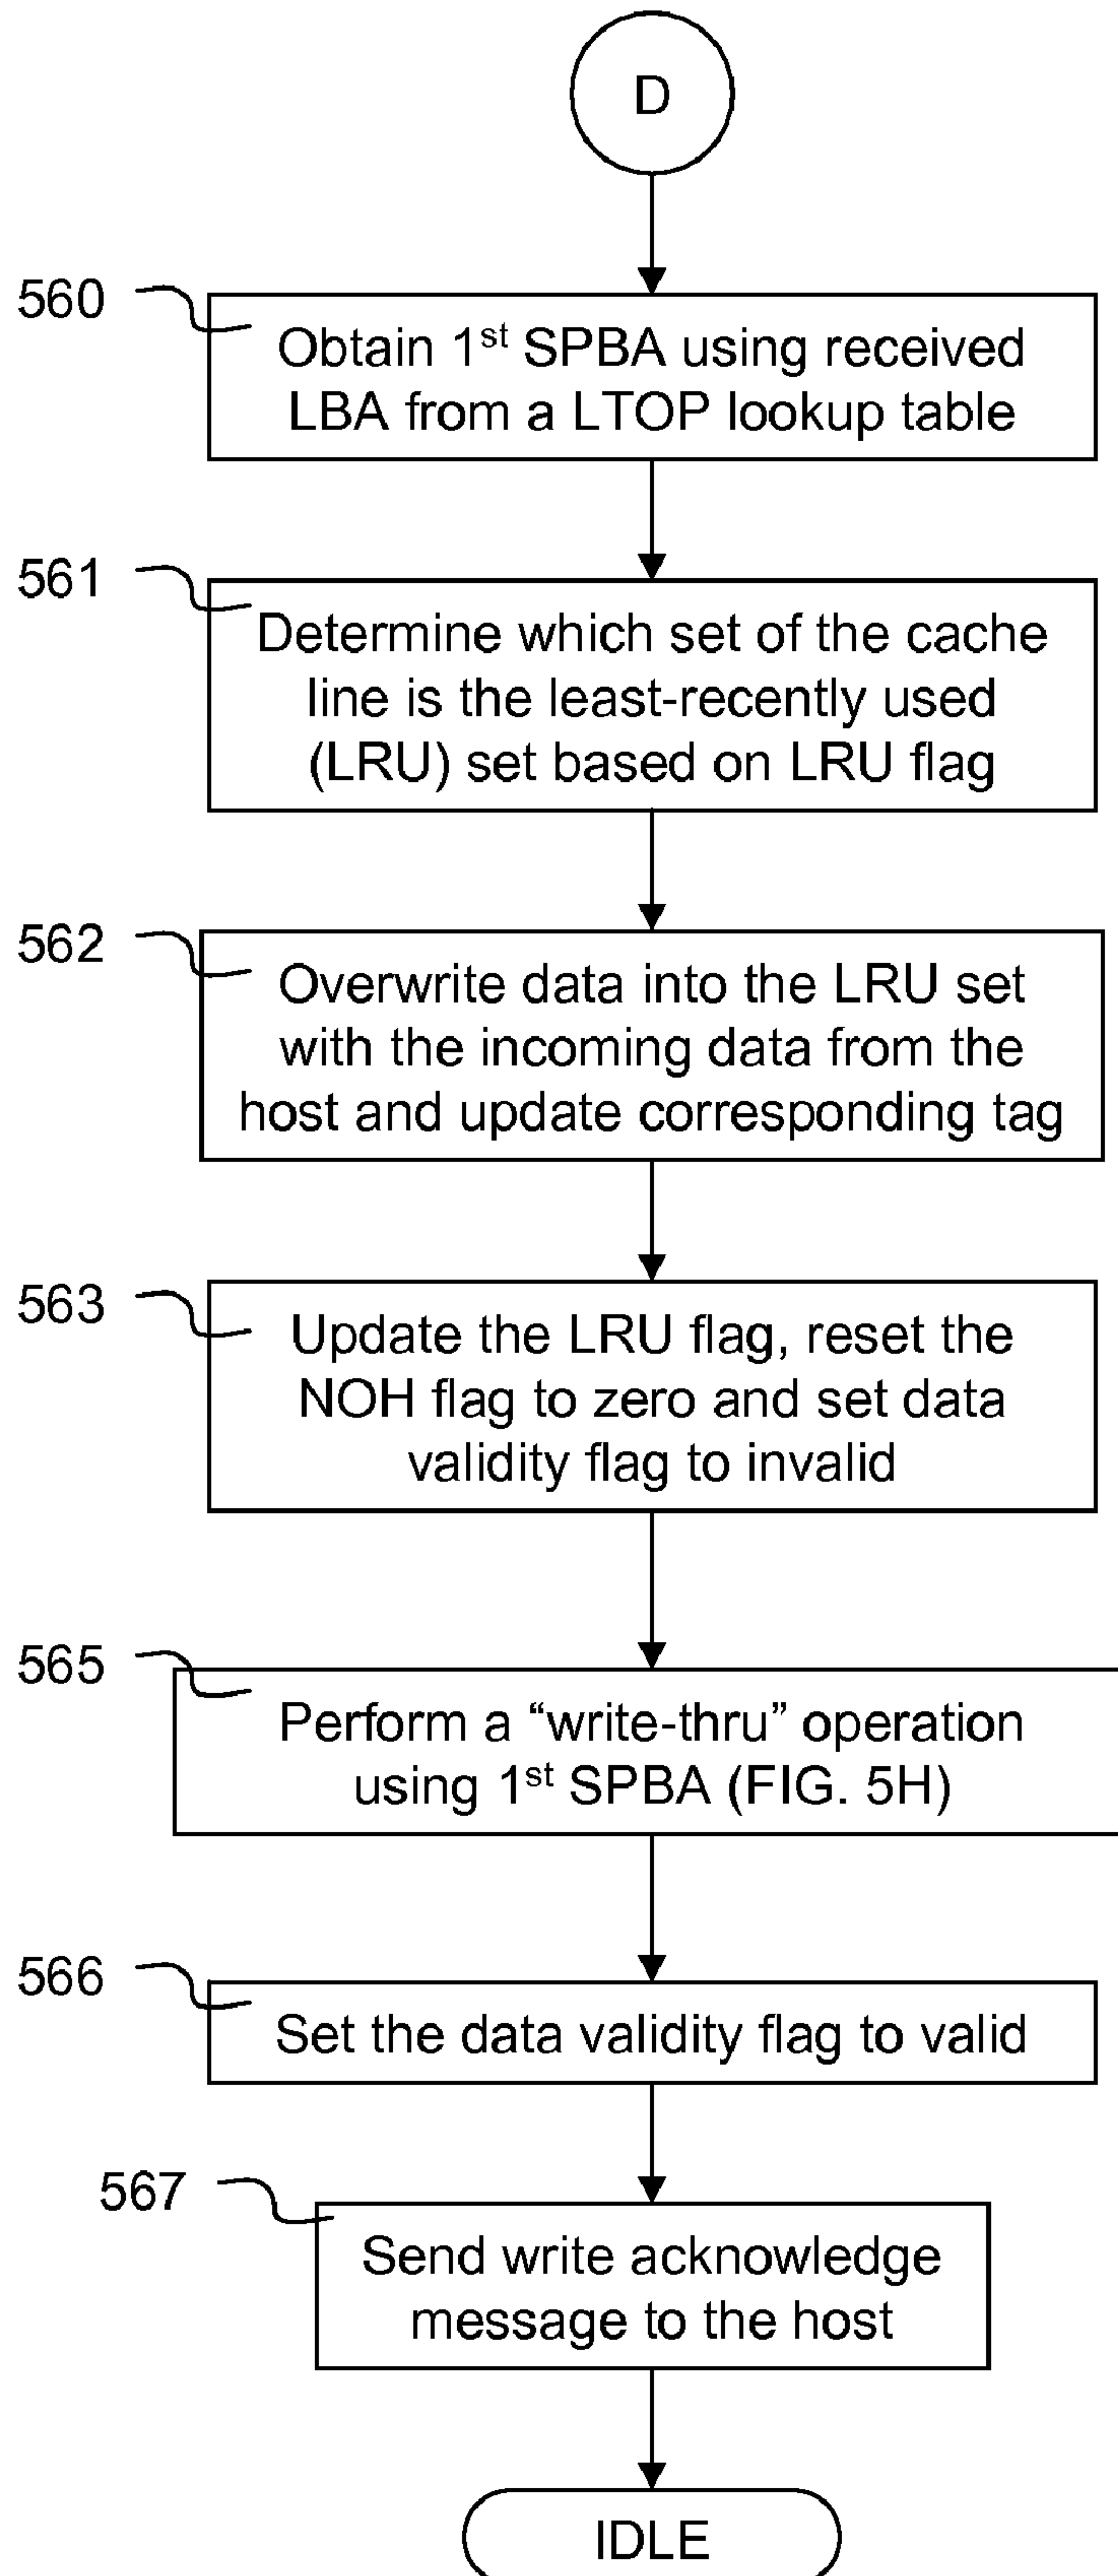 D
560
Obtain 1st SPBA using received
LBA from a LTOP lookup table
561
Determine which set of the cache
line is the least-recently used
(LRU) set based on LRU flag
562
Overwrite data into the LRU set
with the incoming data from the
host and update corresponding tag
563
Update the LRU flag, reset the
NOH flag to zero and set data
validity flag to invalid
565
Perform a “write-thru” operation
using 1st SPBA (FIG. 5H)
566
Set the data validity flag to valid
567
Send write acknowledge
message to the host
IDLE